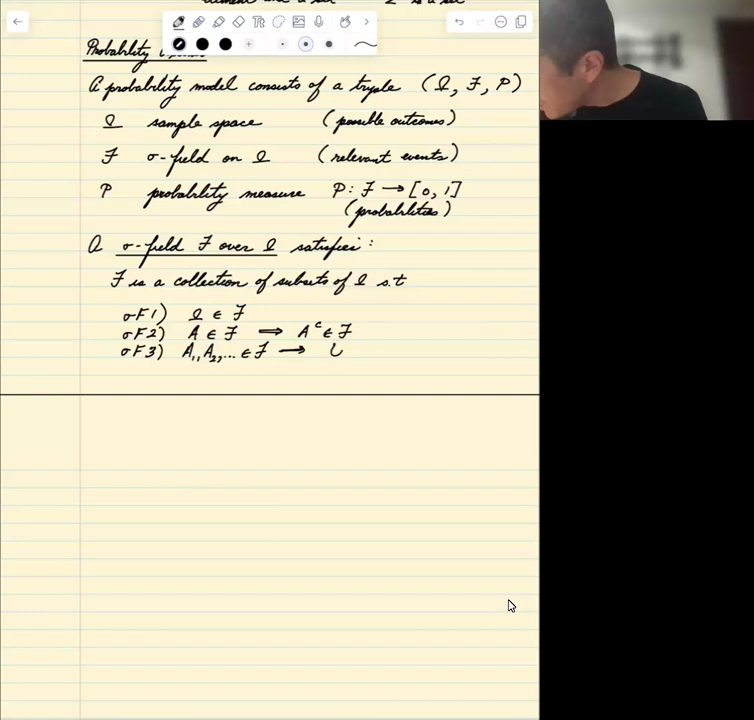 Probability
A probability model consists of a triple (Ω, F, P)
Ω sample space (possible outcomes)
F σ-field on Ω (relevant events)
P probability measure P: F → [0, 1]
(probabilities)
A σ-field F over Ω satisfies:
F is a collection of subsets of Ω s.t
σF1) Ω ∈ F
σF2) A ∈ F ⟹ Aᶜ ∈ F
σF3) A₁, A₂, ... ∈ F ⟶ ∪